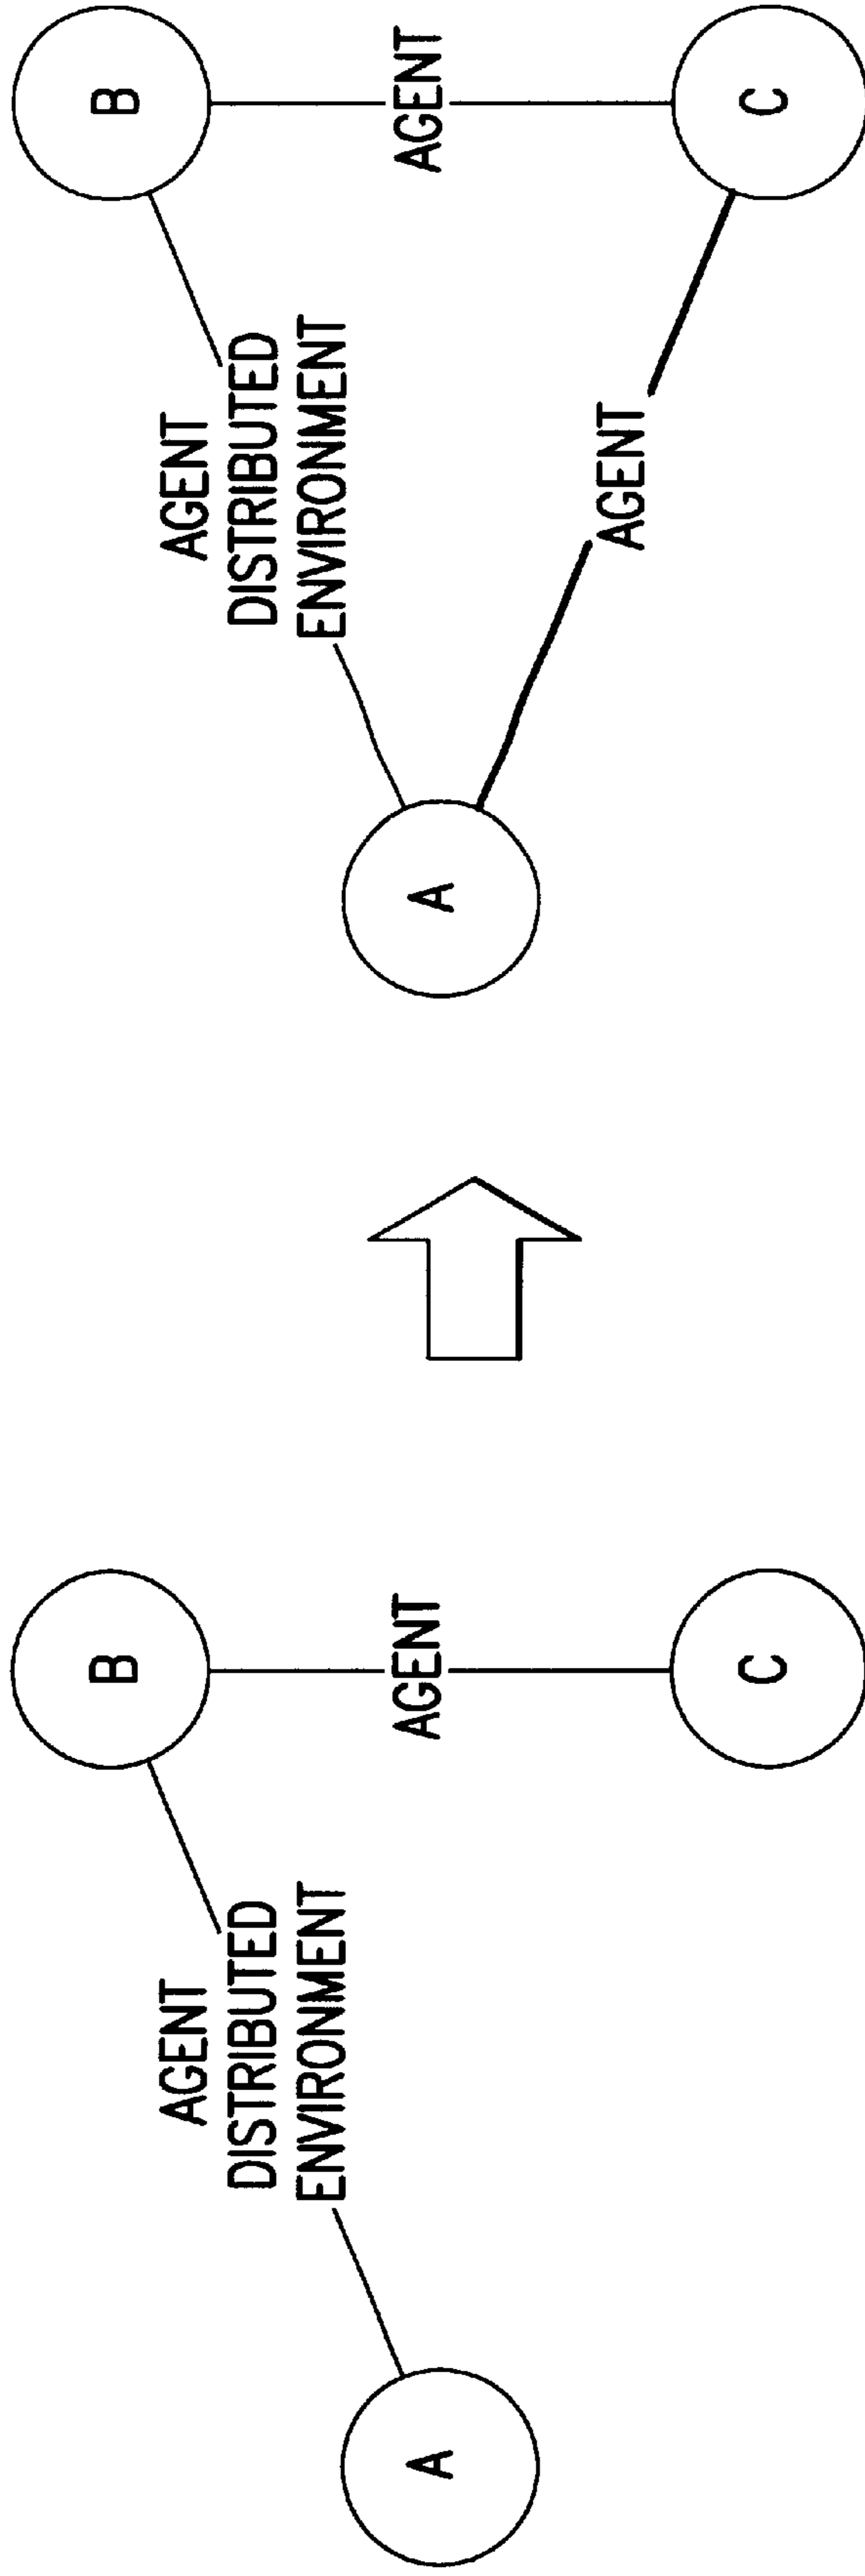 A
AGENT
DISTRIBUTED
ENVIRONMENT
B
AGENT
C
A
AGENT
DISTRIBUTED
ENVIRONMENT
B
AGENT
AGENT
C